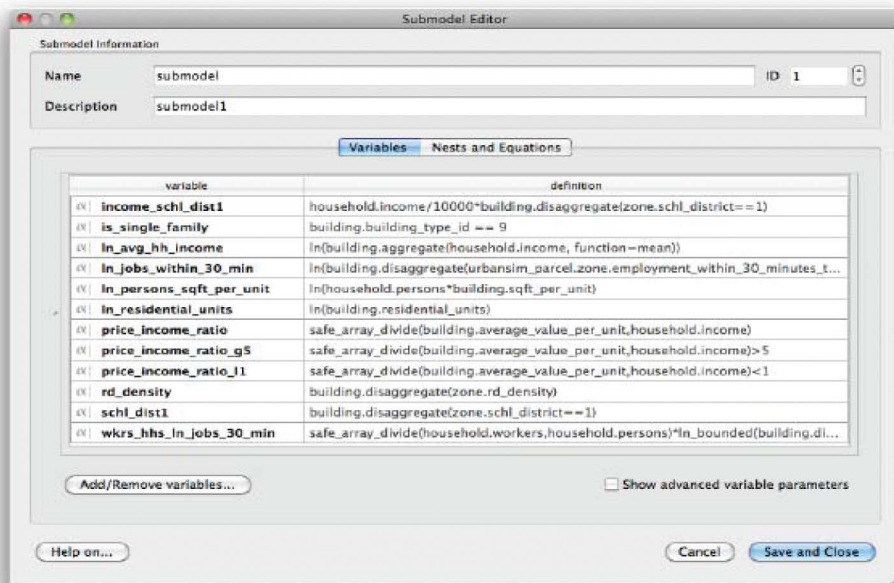 Submodel Editor
Submodel Information
Name submodel ID 1
Description submodel1
Variables Nests and Equations
variable definition
income_schl_dist1 household.income/10000*building.disaggregate(zone.schl_district==1)
is_single_family building.building_type_id == 9
ln_avg_hh_income ln(building.aggregate(household.income, function=mean))
ln_jobs_within_30_min ln(building.disaggregate(urbansim_parcel.zone.employment_within_30_minutes_t...
ln_persons_sqft_per_unit ln(household.persons*building.sqft_per_unit)
ln_residential_units ln(building.residential_units)
price_income_ratio safe_array_divide(building.average_value_per_unit,household.income)
price_income_ratio_g5 safe_array_divide(building.average_value_per_unit,household.income)>5
price_income_ratio_l1 safe_array_divide(building.average_value_per_unit,household.income)<1
rd_density building.disaggregate(zone.rd_density)
schl_dist1 building.disaggregate(zone.schl_district==1)
wkrs_hhs_ln_jobs_30_min safe_array_divide(household.workers,household.persons)*ln_bounded(building.di...
Add/Remove variables... Show advanced variable parameters
Help on... Cancel Save and Close